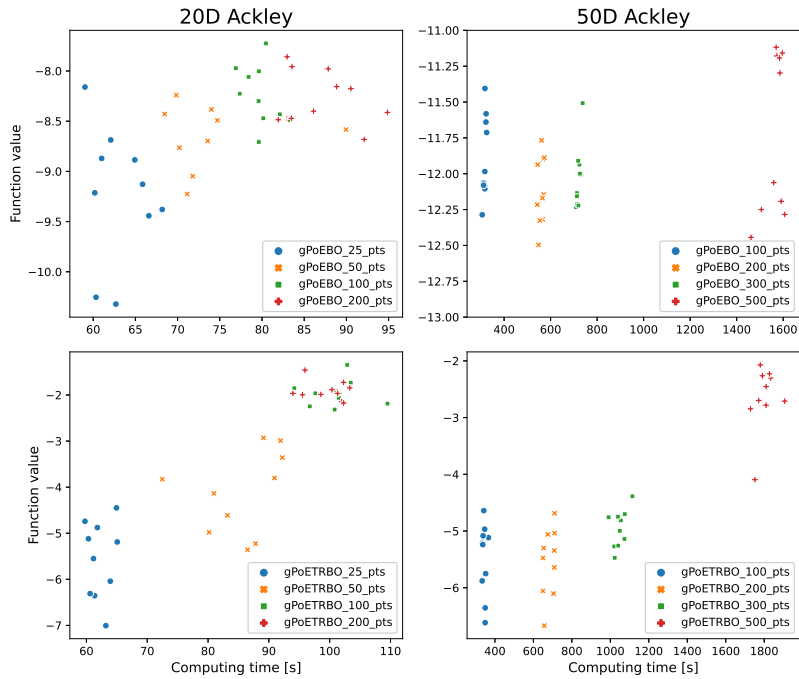 20D Ackley
50D Ackley
Function value
−8.0
−8.5
−9.0
−9.5
−10.0
60 65 70 75 80 85 90 95
gPoEBO_25_pts
gPoEBO_50_pts
gPoEBO_100_pts
gPoEBO_200_pts
−11.00
−11.25
−11.50
−11.75
−12.00
−12.25
−12.50
−12.75
−13.00
400 600 800 1000 1200 1400 1600
gPoEBO_100_pts
gPoEBO_200_pts
gPoEBO_300_pts
gPoEBO_500_pts
Function value
−2
−3
−4
−5
−6
−7
60 70 80 90 100 110
Computing time [s]
gPoETRBO_25_pts
gPoETRBO_50_pts
gPoETRBO_100_pts
gPoETRBO_200_pts
−2
−3
−4
−5
−6
400 600 800 1000 1200 1400 1600 1800
Computing time [s]
gPoETRBO_100_pts
gPoETRBO_200_pts
gPoETRBO_300_pts
gPoETRBO_500_pts